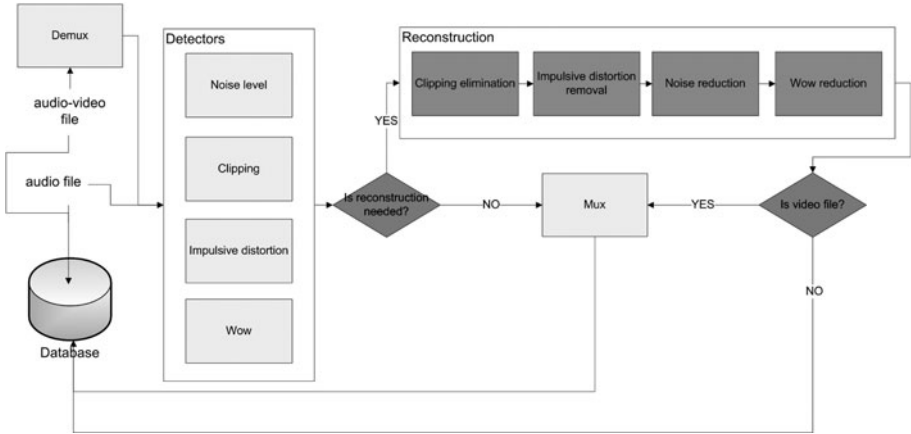 Demux
audio-video
file
audio file
Database
Detectors
Noise level
Clipping
Impulsive distortion
Wow
Is reconstruction
needed?
YES
NO
Reconstruction
Clipping elimination
Impulsive distortion
removal
Noise reduction
Wow reduction
Mux
YES
Is video file?
NO